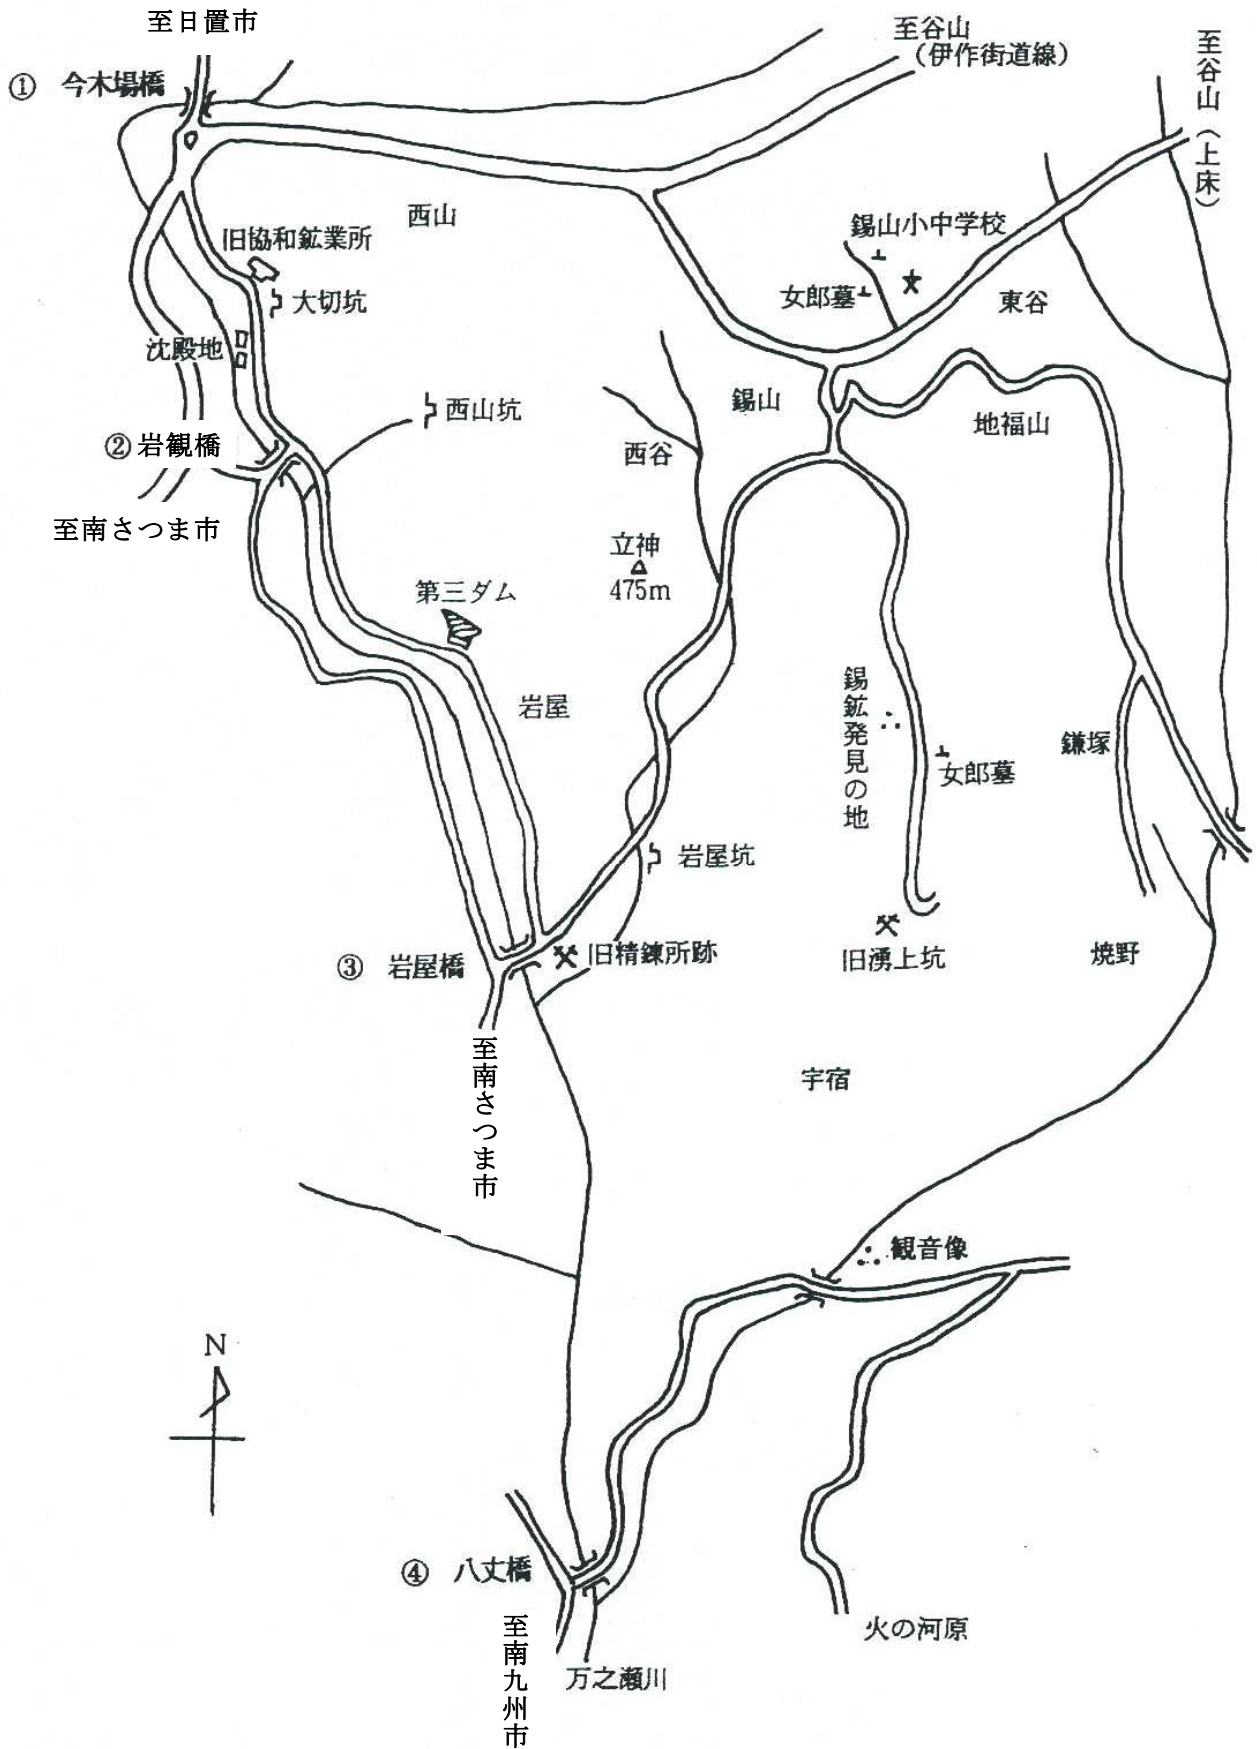 至日置市
① 今木場橋
至谷山
（伊作街道線）
至谷山（上床）
西山
旧協和鉱業所
大切坑
沈殿地
錫山小中学校
女郎墓
東谷
② 岩観橋
西山坑
錫山
西谷
地福山
至南さつま市
立神
475m
第三ダム
岩屋
錫鉱発見の地
女郎墓
鎌塚
岩屋坑
③ 岩屋橋
旧精錬所跡
旧湧上坑
焼野
至南さつま市
宇宿
観音像
N
④ 八丈橋
至南九州市
万之瀬川
火の河原